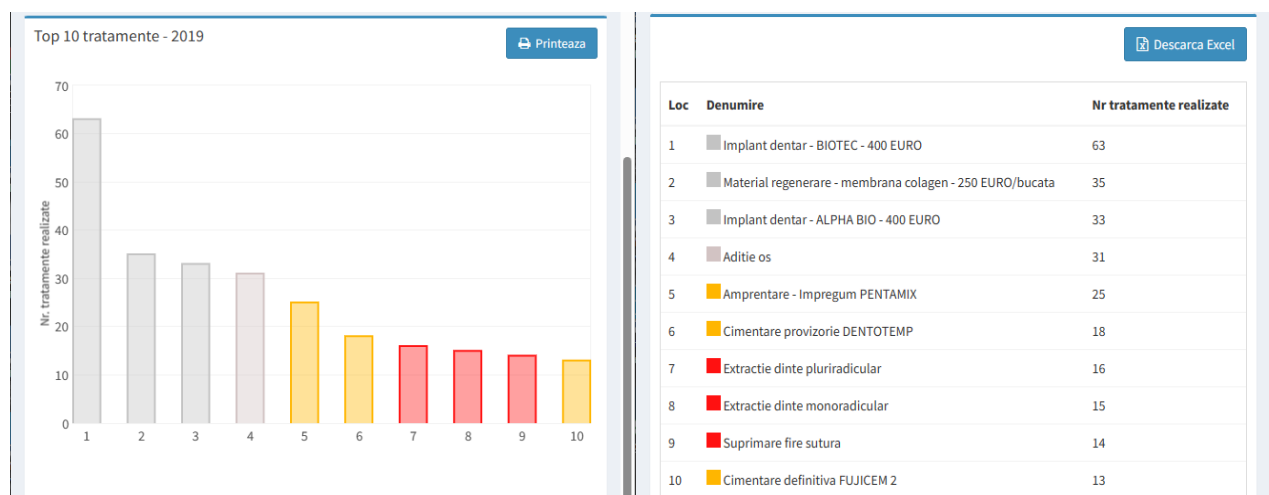 Top 10 tratamente - 2019
Printeaza
Nr. tratamente realizate
70
60
50
40
30
20
10
0
1 2 3 4 5 6 7 8 9 10
Descarca Excel
Loc Denumire Nr tratamente realizate
1 Implant dentar - BIOTEC - 400 EURO 63
2 Material regenerare - membrana colagen - 250 EURO/bucata 35
3 Implant dentar - ALPHA BIO - 400 EURO 33
4 Aditie os 31
5 Amprentare - Impregum PENTAMIX 25
6 Cimentare provizorie DENTOTEMP 18
7 Extractie dinte pluriradicular 16
8 Extractie dinte monoradicular 15
9 Suprimare fire sutura 14
10 Cimentare definitiva FUJICEM 2 13